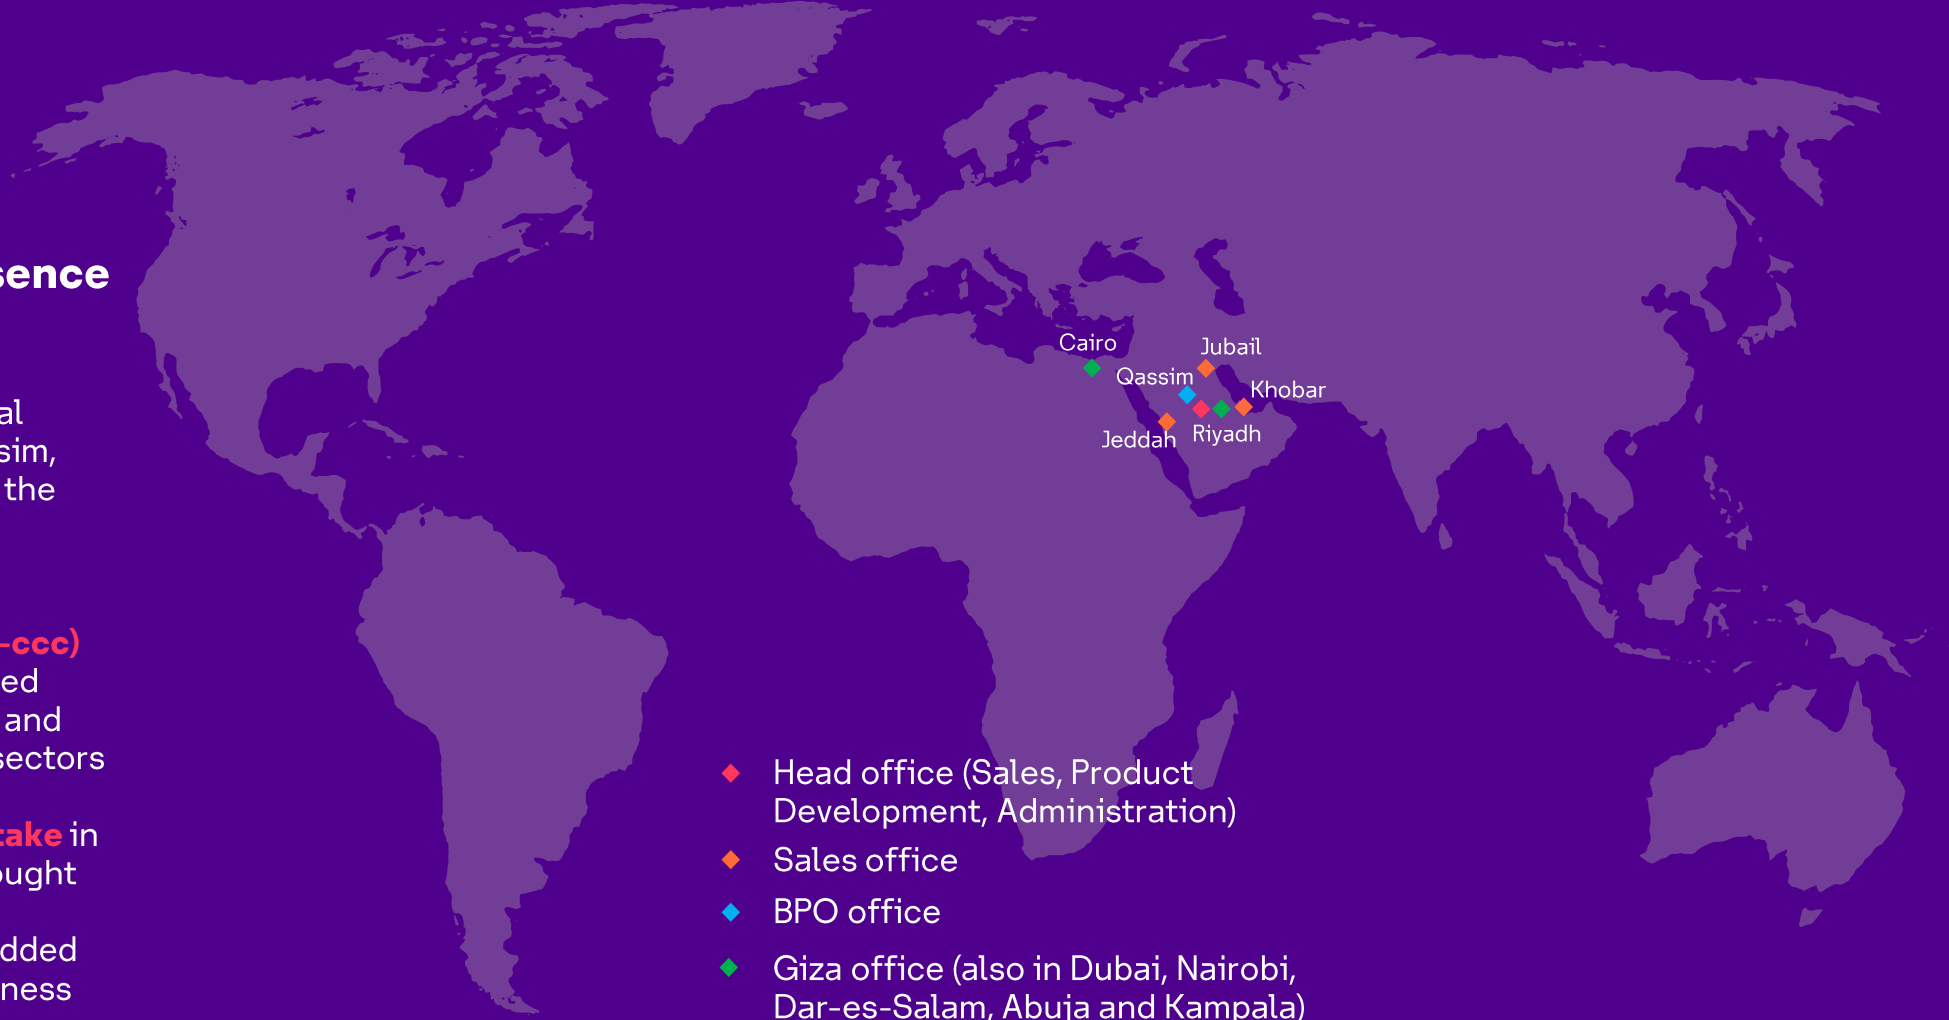 sence
al
sim,
the
-ccc)
ed
and
sectors
take in
ought
dded
ness
Cairo
Jubail
Qassim
Khobar
Jeddah
Riyadh
Head office (Sales, Product
Development, Administration)
Sales office
BPO office
Giza office (also in Dubai, Nairobi,
Dar-es-Salam, Abuja and Kampala)